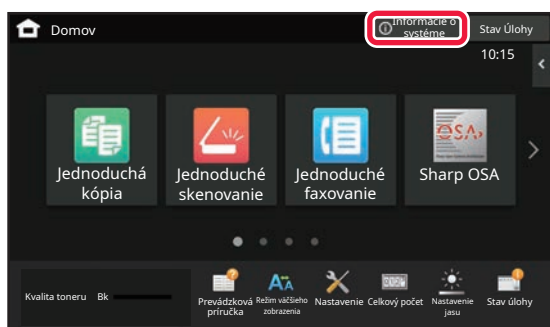 Domov
Informácie o
systéme
Stav Úlohy
10:15
Jednoduchá
kópia
Jednoduché
skenovanie
Jednoduché
faxovanie
Sharp OSA
OSA
Kvalita toneru Bk
Prevádzková
príručka
Režim väčšieho
zobrazenia
Nastavenie
Celkový počet
Nastavenie
jasu
Stav úlohy